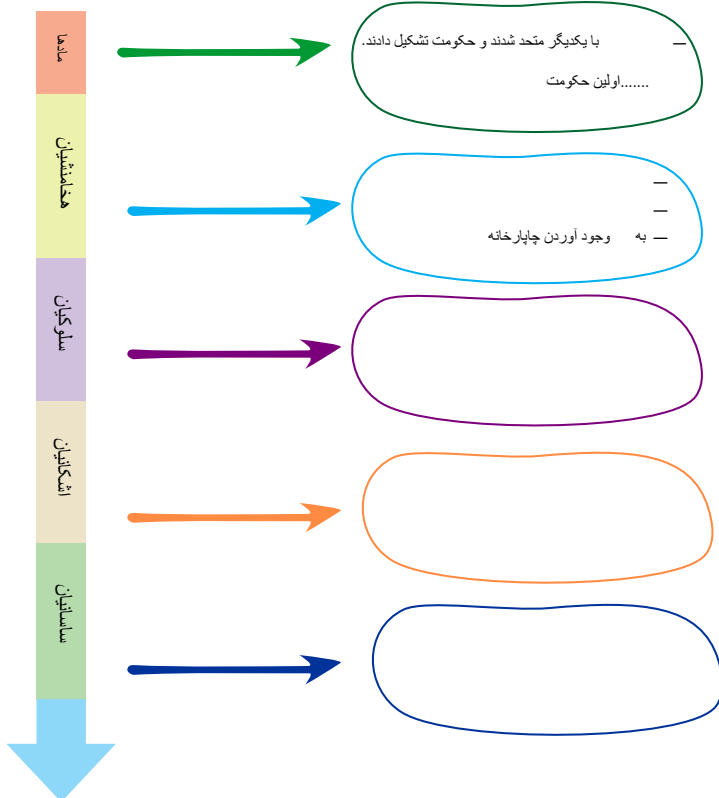 مادها
— با یکدیگر متحد شدند و حکومت تشکیل دادند.
اولین حکومت.......
هخامنشیان
—
—
— به وجود آوردن چاپارخانه
سلوکیان
اشکانیان
ساسانیان